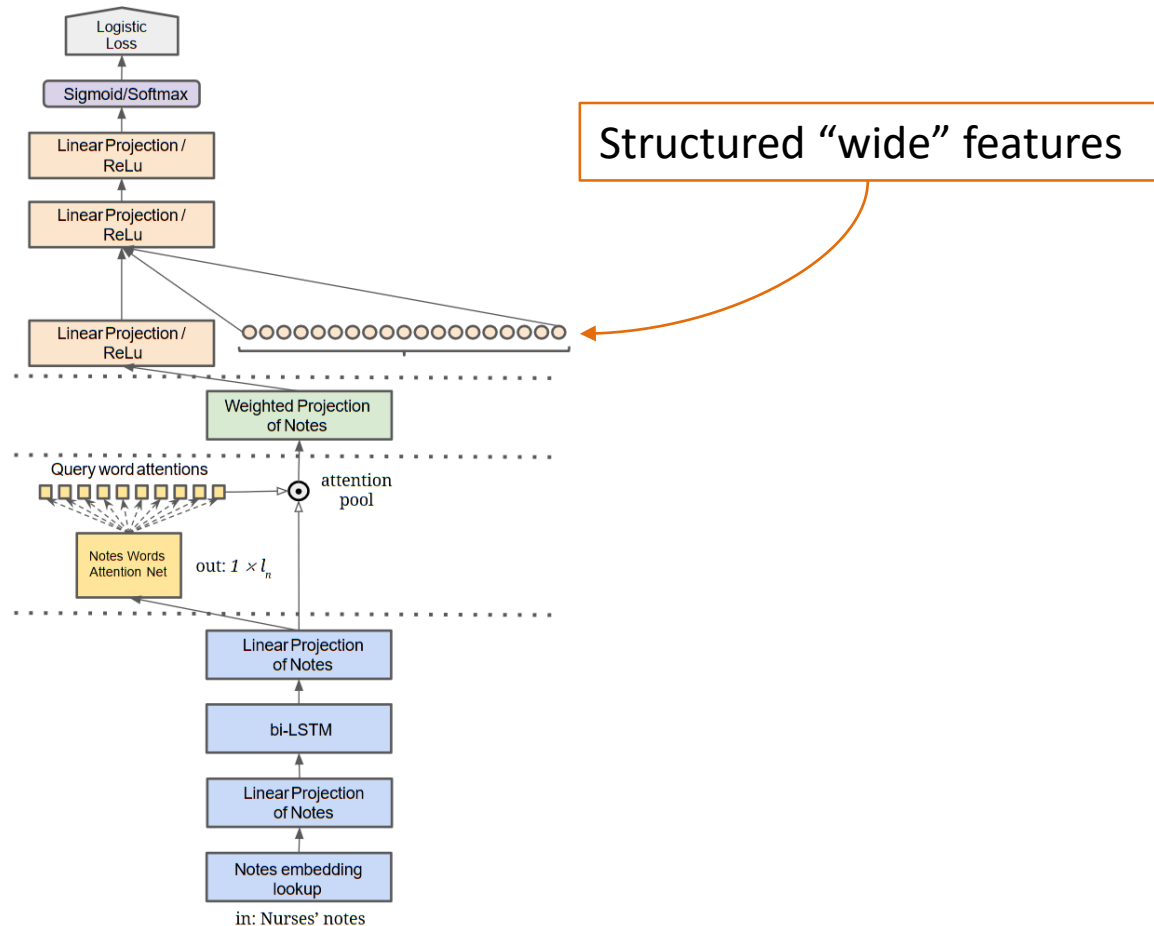 Logistic
Loss
Sigmoid/Softmax
Linear Projection /
ReLu
Linear Projection /
ReLu
Structured “wide” features
Linear Projection /
ReLu
Weighted Projection
of Notes
Query word attentions
attention
pool
Notes Words
Attention Net
out: 1 × lₙ
Linear Projection
of Notes
bi-LSTM
Linear Projection
of Notes
Notes embedding
lookup
in: Nurses’ notes